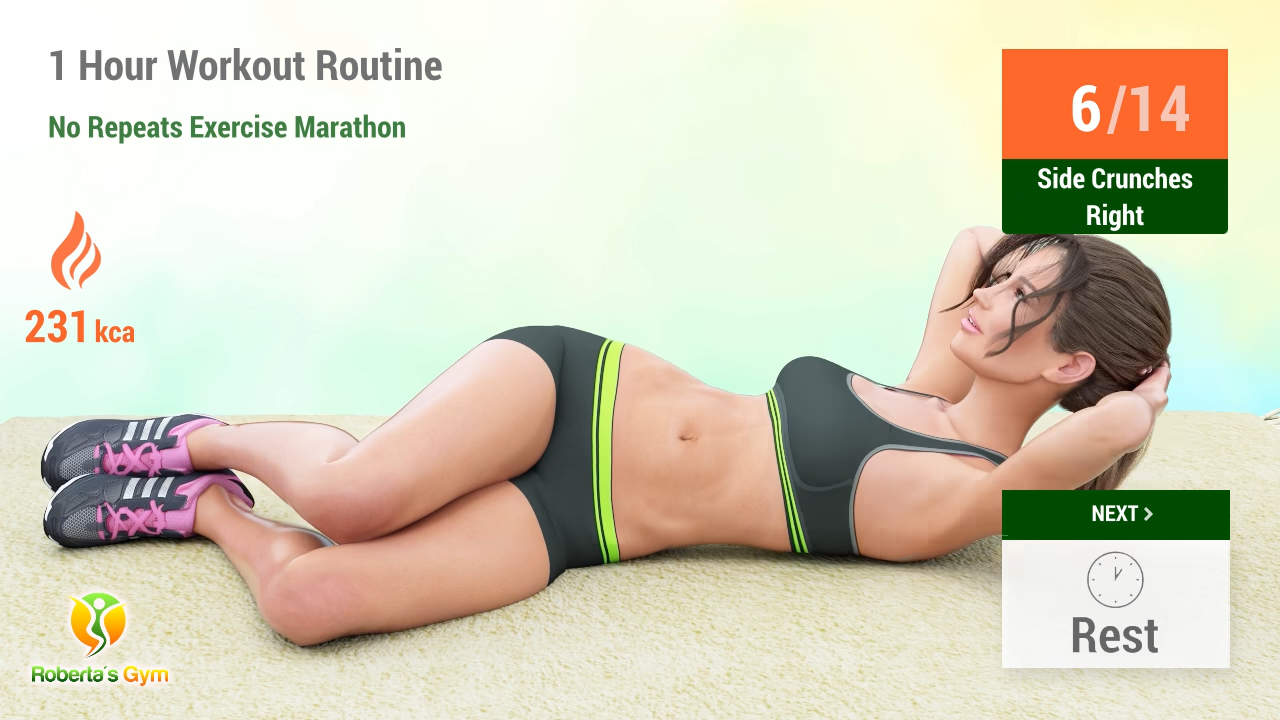 1 Hour Workout Routine
No Repeats Exercise Marathon
6/14
Side Crunches
Right
231 kca
NEXT >
Rest
Roberta's Gym